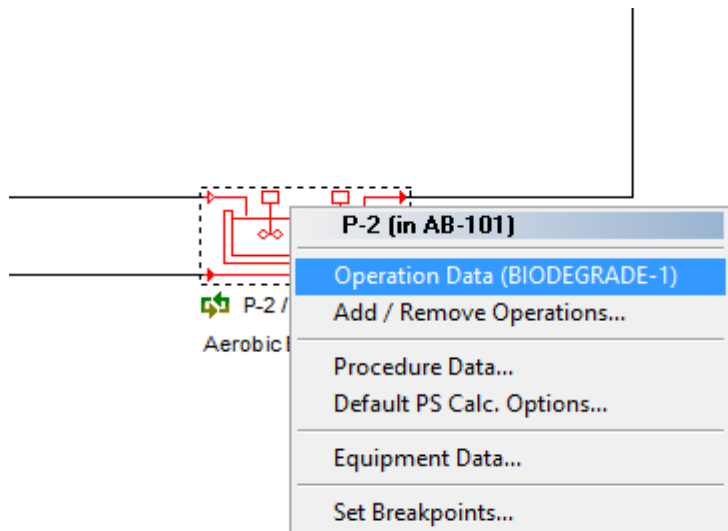 P-2 (in AB-101)
Operation Data (BIODEGRADE-1)
P-2 /
Add / Remove Operations...
Aerobic
Procedure Data...
Default PS Calc. Options...
Equipment Data...
Set Breakpoints...